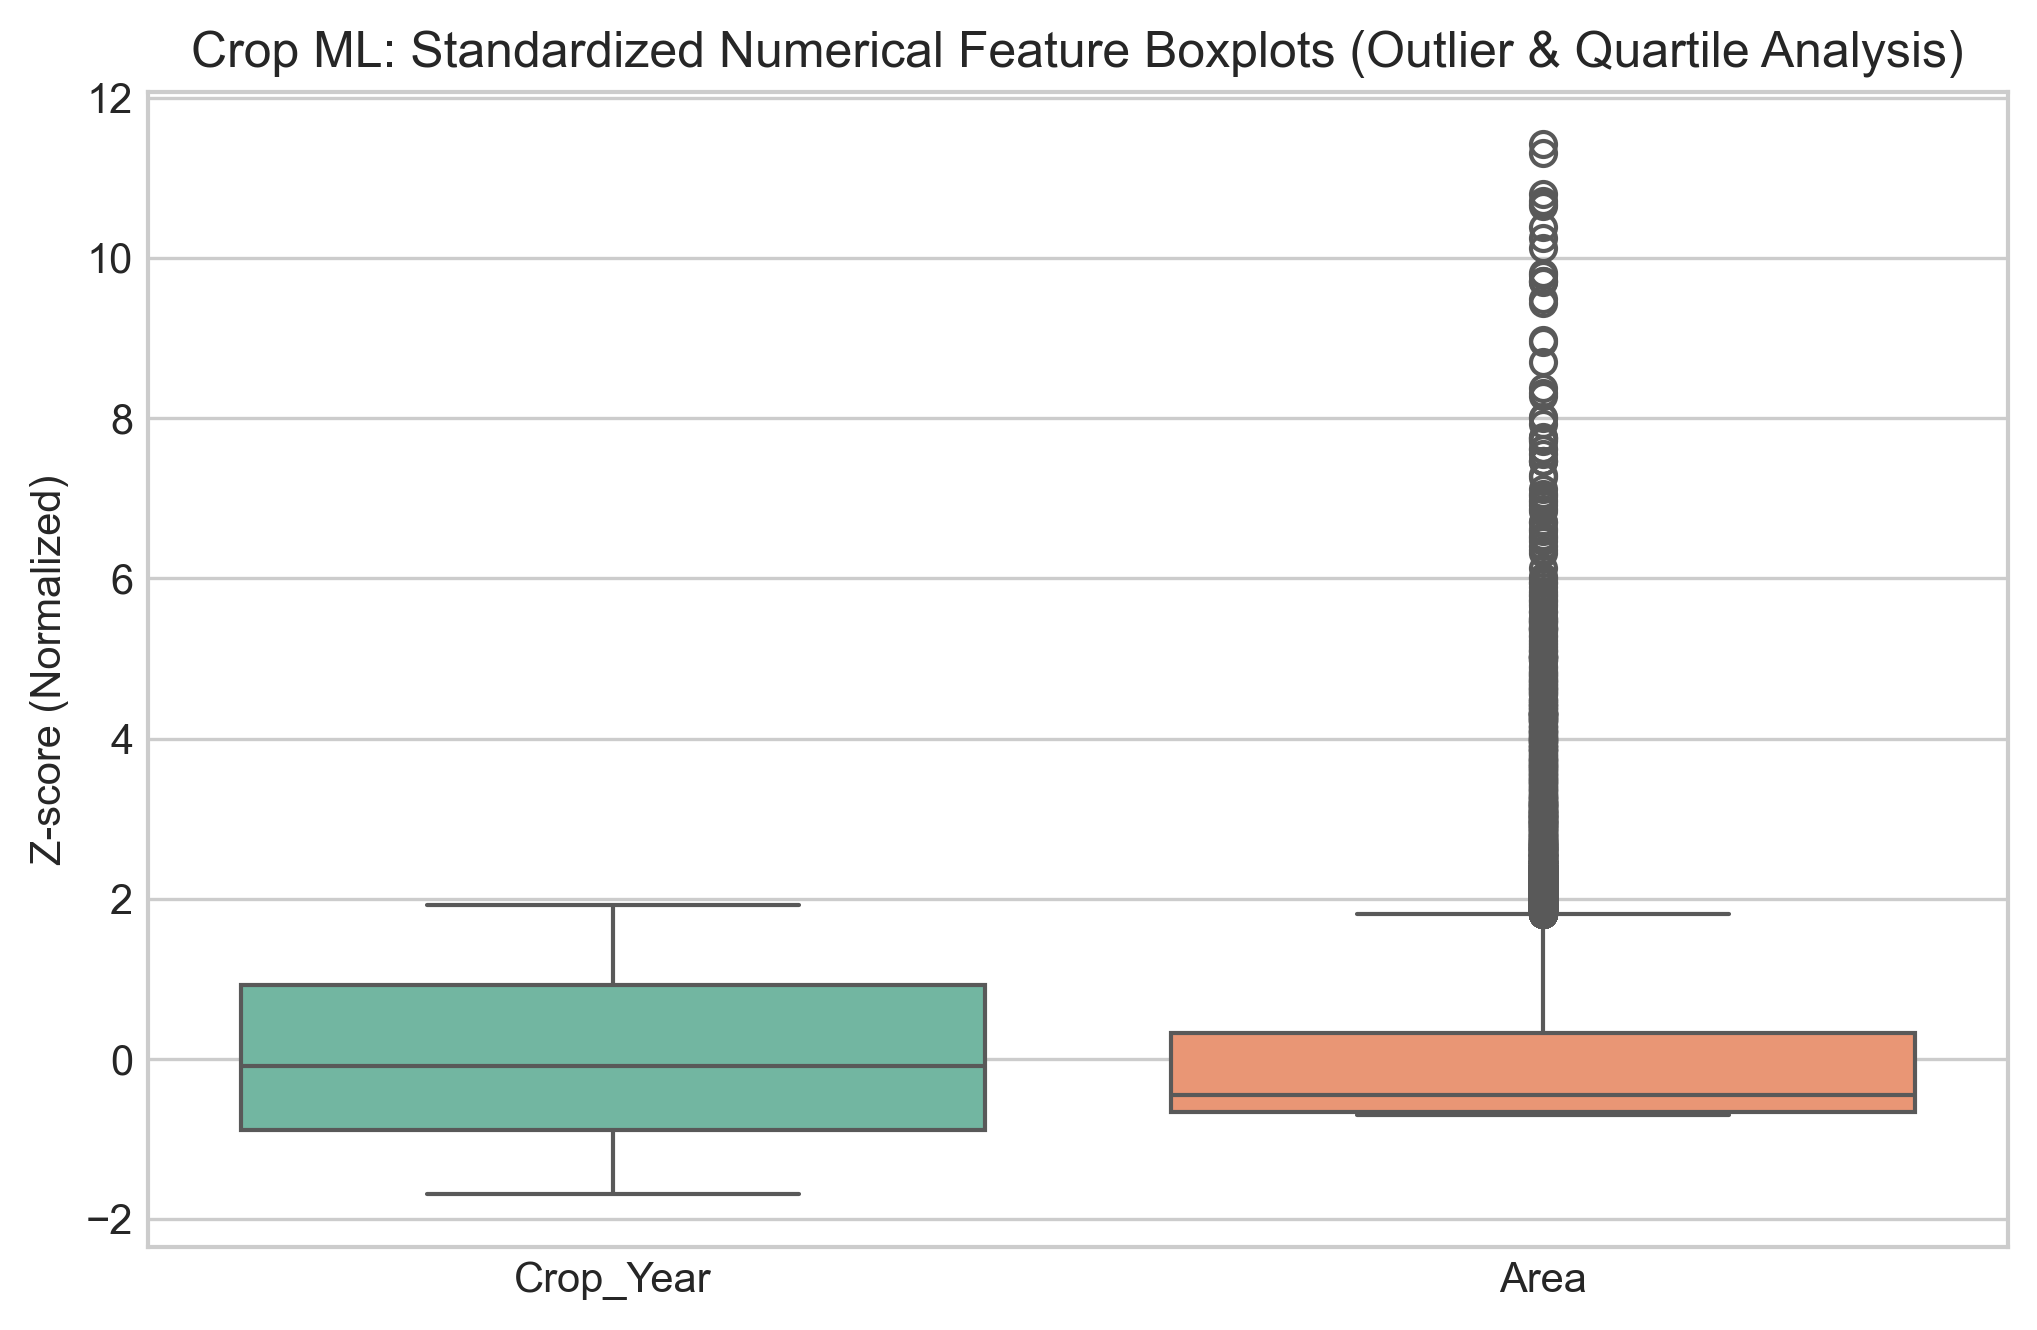 Crop ML: Standardized Numerical Feature Boxplots (Outlier & Quartile Analysis)
12
10
8
6
4
2
0
−2
Z-score (Normalized)
Crop_Year
Area